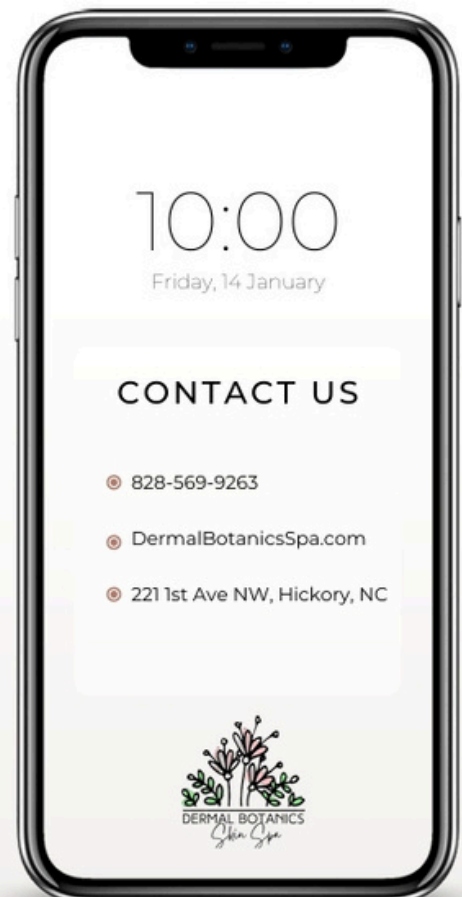 10:00
Friday, 14 January
CONTACT US
828-569-9263
DermalBotanicsSpa.com
221 1st Ave NW, Hickory, NC
DERMAL BOTANICS
Skin Spa